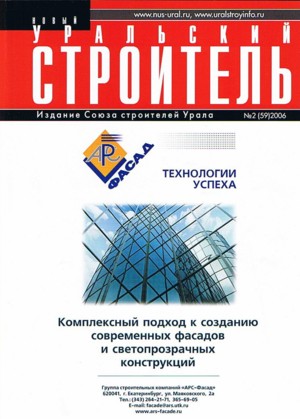 www.nus-ural.ru, www.uralstroyinfo.ru
НОВЫЙ
УРАЛЬСКИЙ
СТРОИТЕЛЬ
Издание Союза строителей Урала
№2 (59)2006
АРС
ФАСАД
ТЕХНОЛОГИИ
УСПЕХА
Комплексный подход к созданию
современных фасадов
и светопрозрачных
конструкций
Группа строительных компаний «АРС-Фасад»
620041, г. Екатеринбург, ул. Маяковского, 2а
Тел.: (343) 264-21-71, 365-69-05
E-mail: facade@ars.utk.ru
www.ars-facade.ru